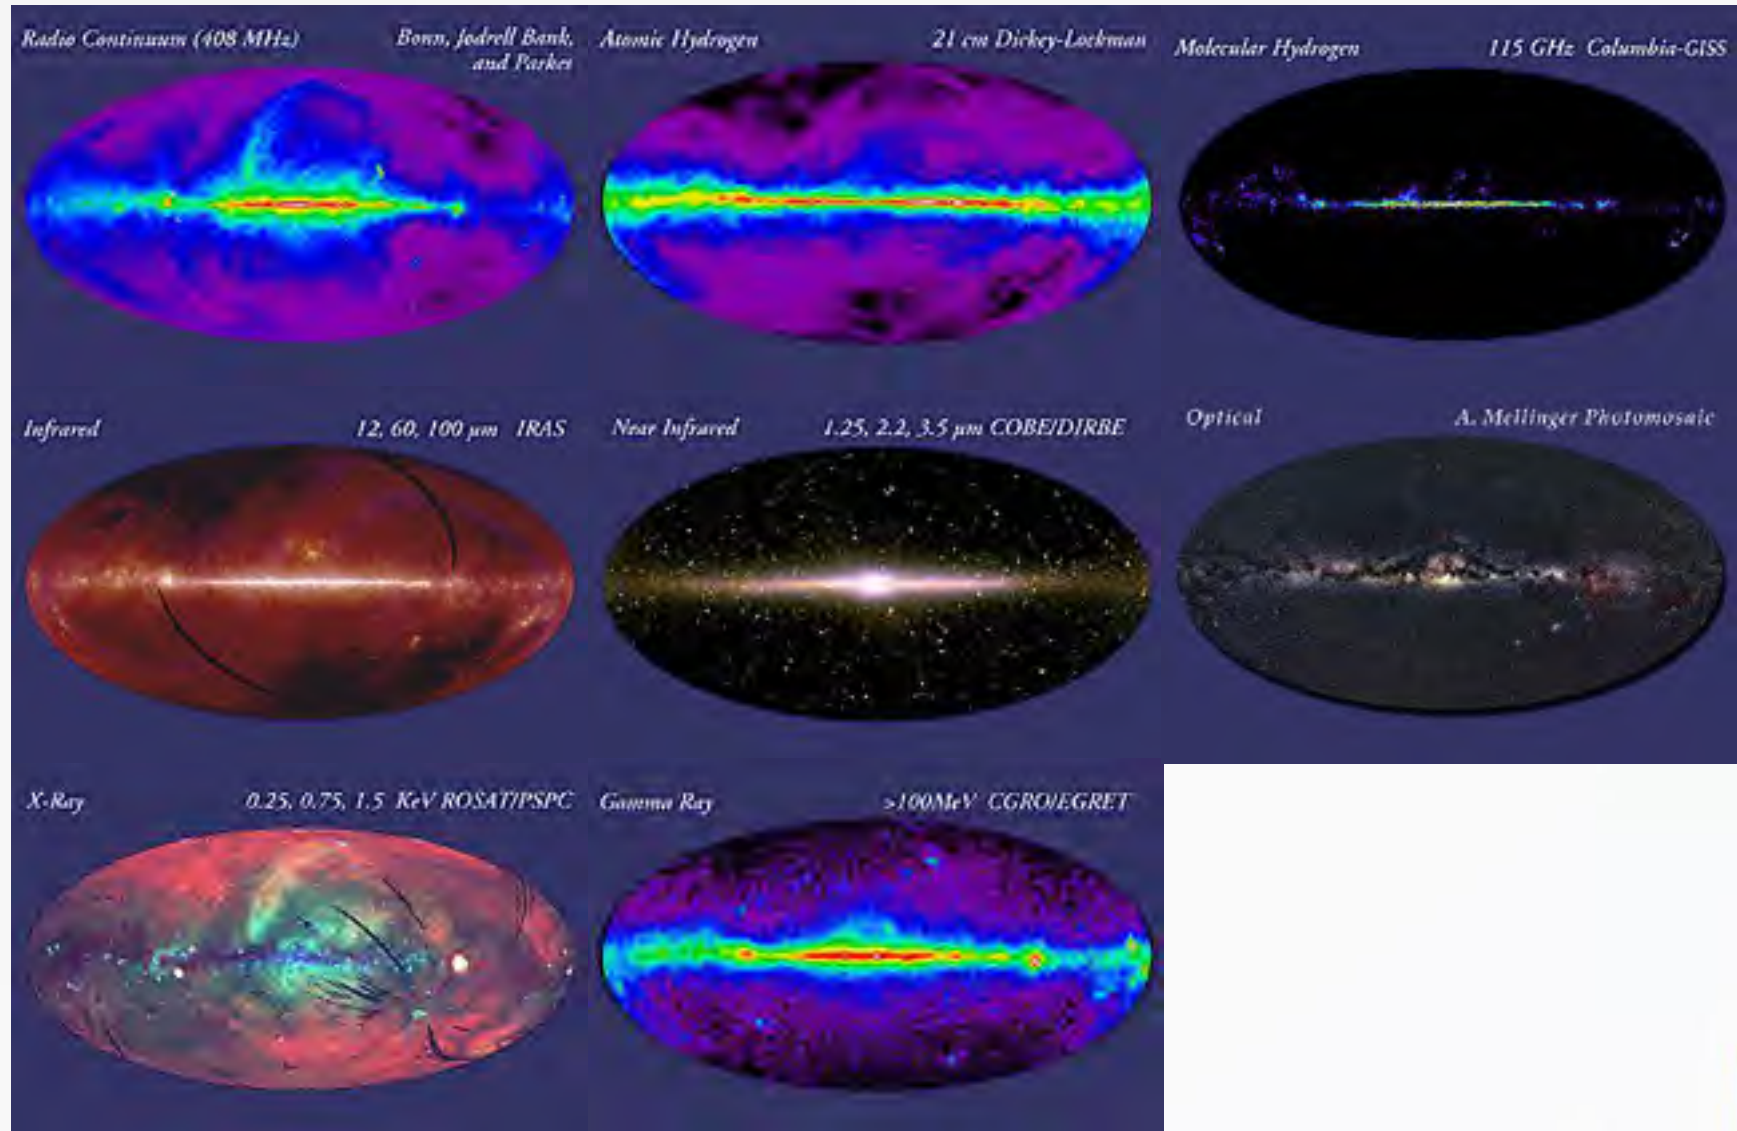 Radio Continuum (408 MHz)
Bonn, Jodrell Bank,
and Parkes
Atomic Hydrogen
21 cm Dickey-Lockman
Molecular Hydrogen
115 GHz Columbia-GISS
Infrared
12, 60, 100 µm IRAS
Near Infrared
1.25, 2.2, 3.5 µm COBE/DIRBE
Optical
A. Mellinger Photomosaic
X-Ray
0.25, 0.75, 1.5 KeV ROSAT/PSPC
Gamma Ray
>100MeV CGRO/EGRET